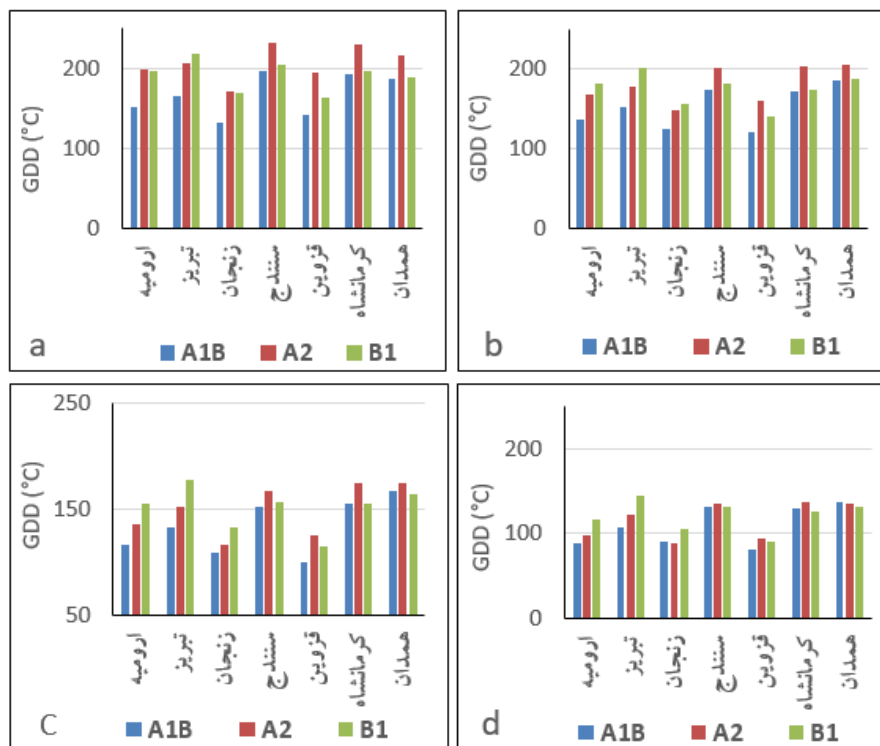 GDD (°C)
200
100
0
ارومیه
تبریز
زنجان
سنندج
قزوین
کرمانشاه
همدان
a
A1B A2 B1
GDD (°C)
200
100
0
ارومیه
تبریز
زنجان
سنندج
قزوین
کرمانشاه
همدان
b
A1B A2 B1
GDD (°C)
250
150
50
ارومیه
تبریز
زنجان
سنندج
قزوین
کرمانشاه
همدان
C
A1B A2 B1
GDD (°C)
200
100
0
ارومیه
تبریز
زنجان
سنندج
قزوین
کرمانشاه
همدان
d
A1B A2 B1